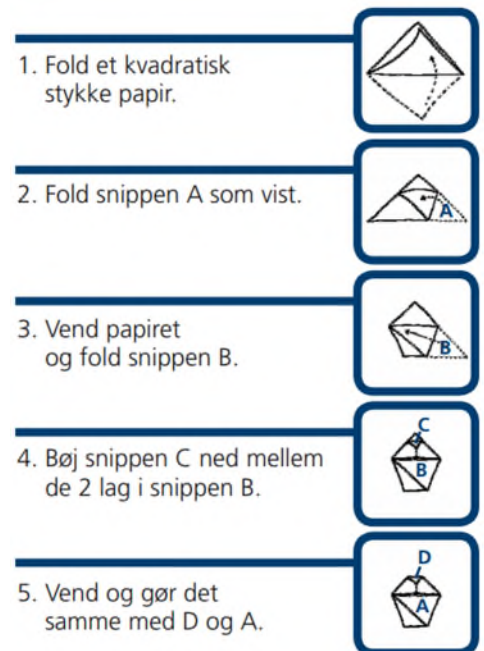 1. Fold et kvadratisk
stykke papir.
2. Fold snippen A som vist.
A
3. Vend papiret
og fold snippen B.
B
4. Bøj snippen C ned mellem
de 2 lag i snippen B.
C
B
5. Vend og gør det
samme med D og A.
D
A